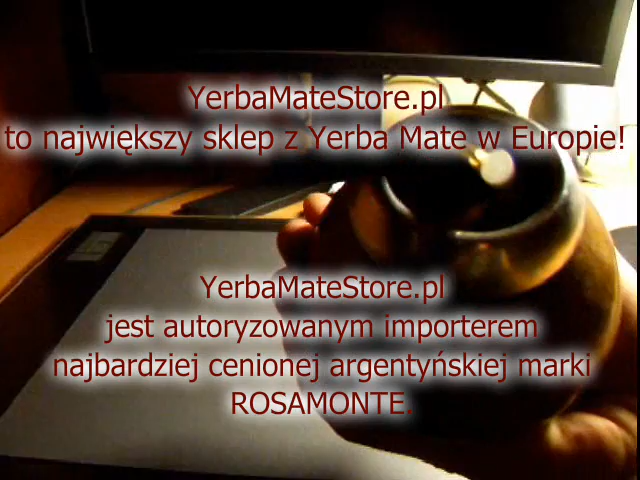 YerbaMateStore.pl
to największy sklep z Yerba Mate w Europie!
YerbaMateStore.pl
jest autoryzowanym importerem
najbardziej cenionej argentyńskiej marki
ROSAMONTE.